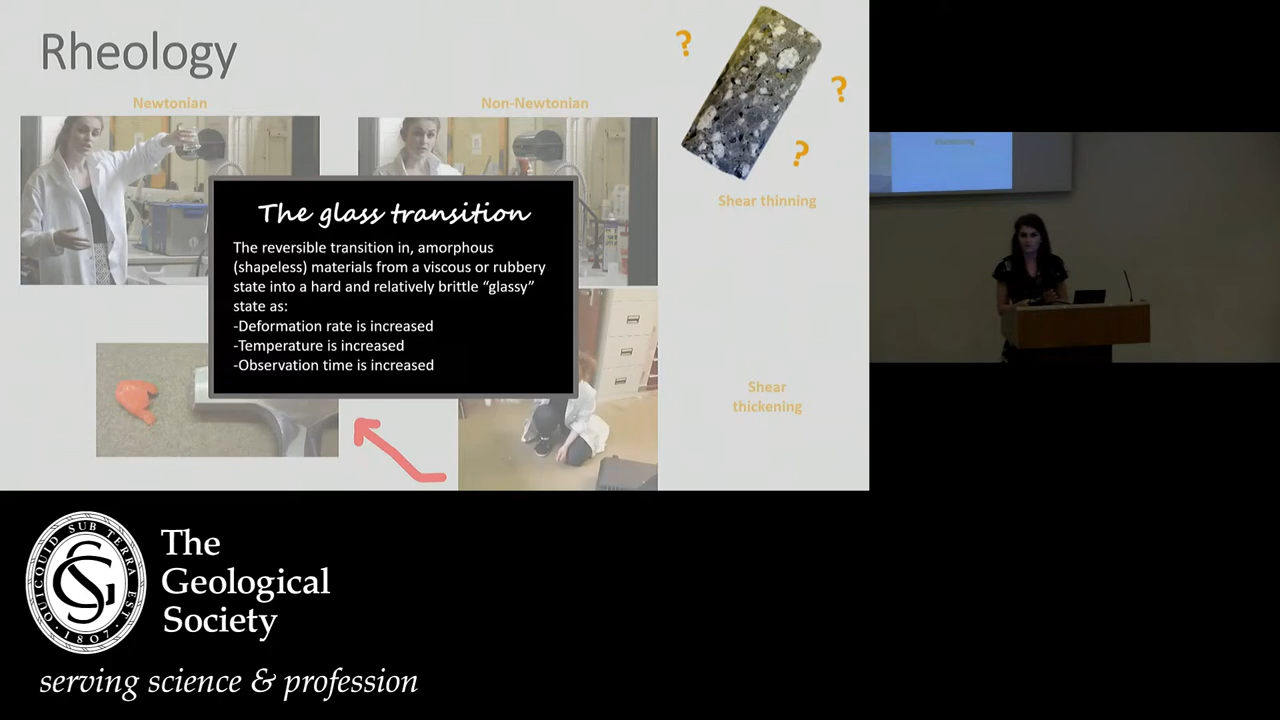 Rheology
Newtonian
Non-Newtonian
?
?
?
Shear thinning
The glass transition
The reversible transition in, amorphous
(shapeless) materials from a viscous or rubbery
state into a hard and relatively brittle “glassy”
state as:
-Deformation rate is increased
-Temperature is increased
-Observation time is increased
Shear
thickening
QUICQUID SUB TERRA EST
·1807·
GS
The
Geological
Society
serving science & profession